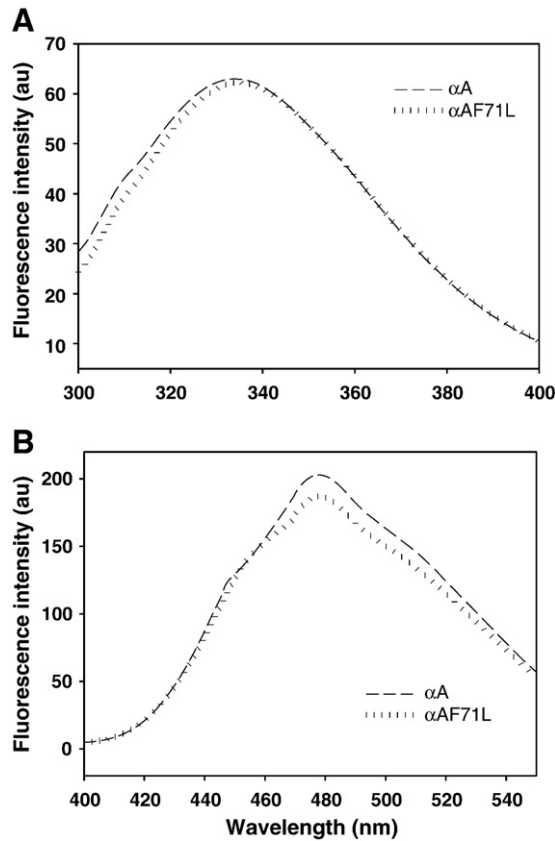 A
Fluorescence intensity (au)
70
60
50
40
30
20
10
αA
αAF71L
300 320 340 360 380 400
B
Fluorescence intensity (au)
200
150
100
50
0
αA
αAF71L
400 420 440 460 480 500 520 540
Wavelength (nm)